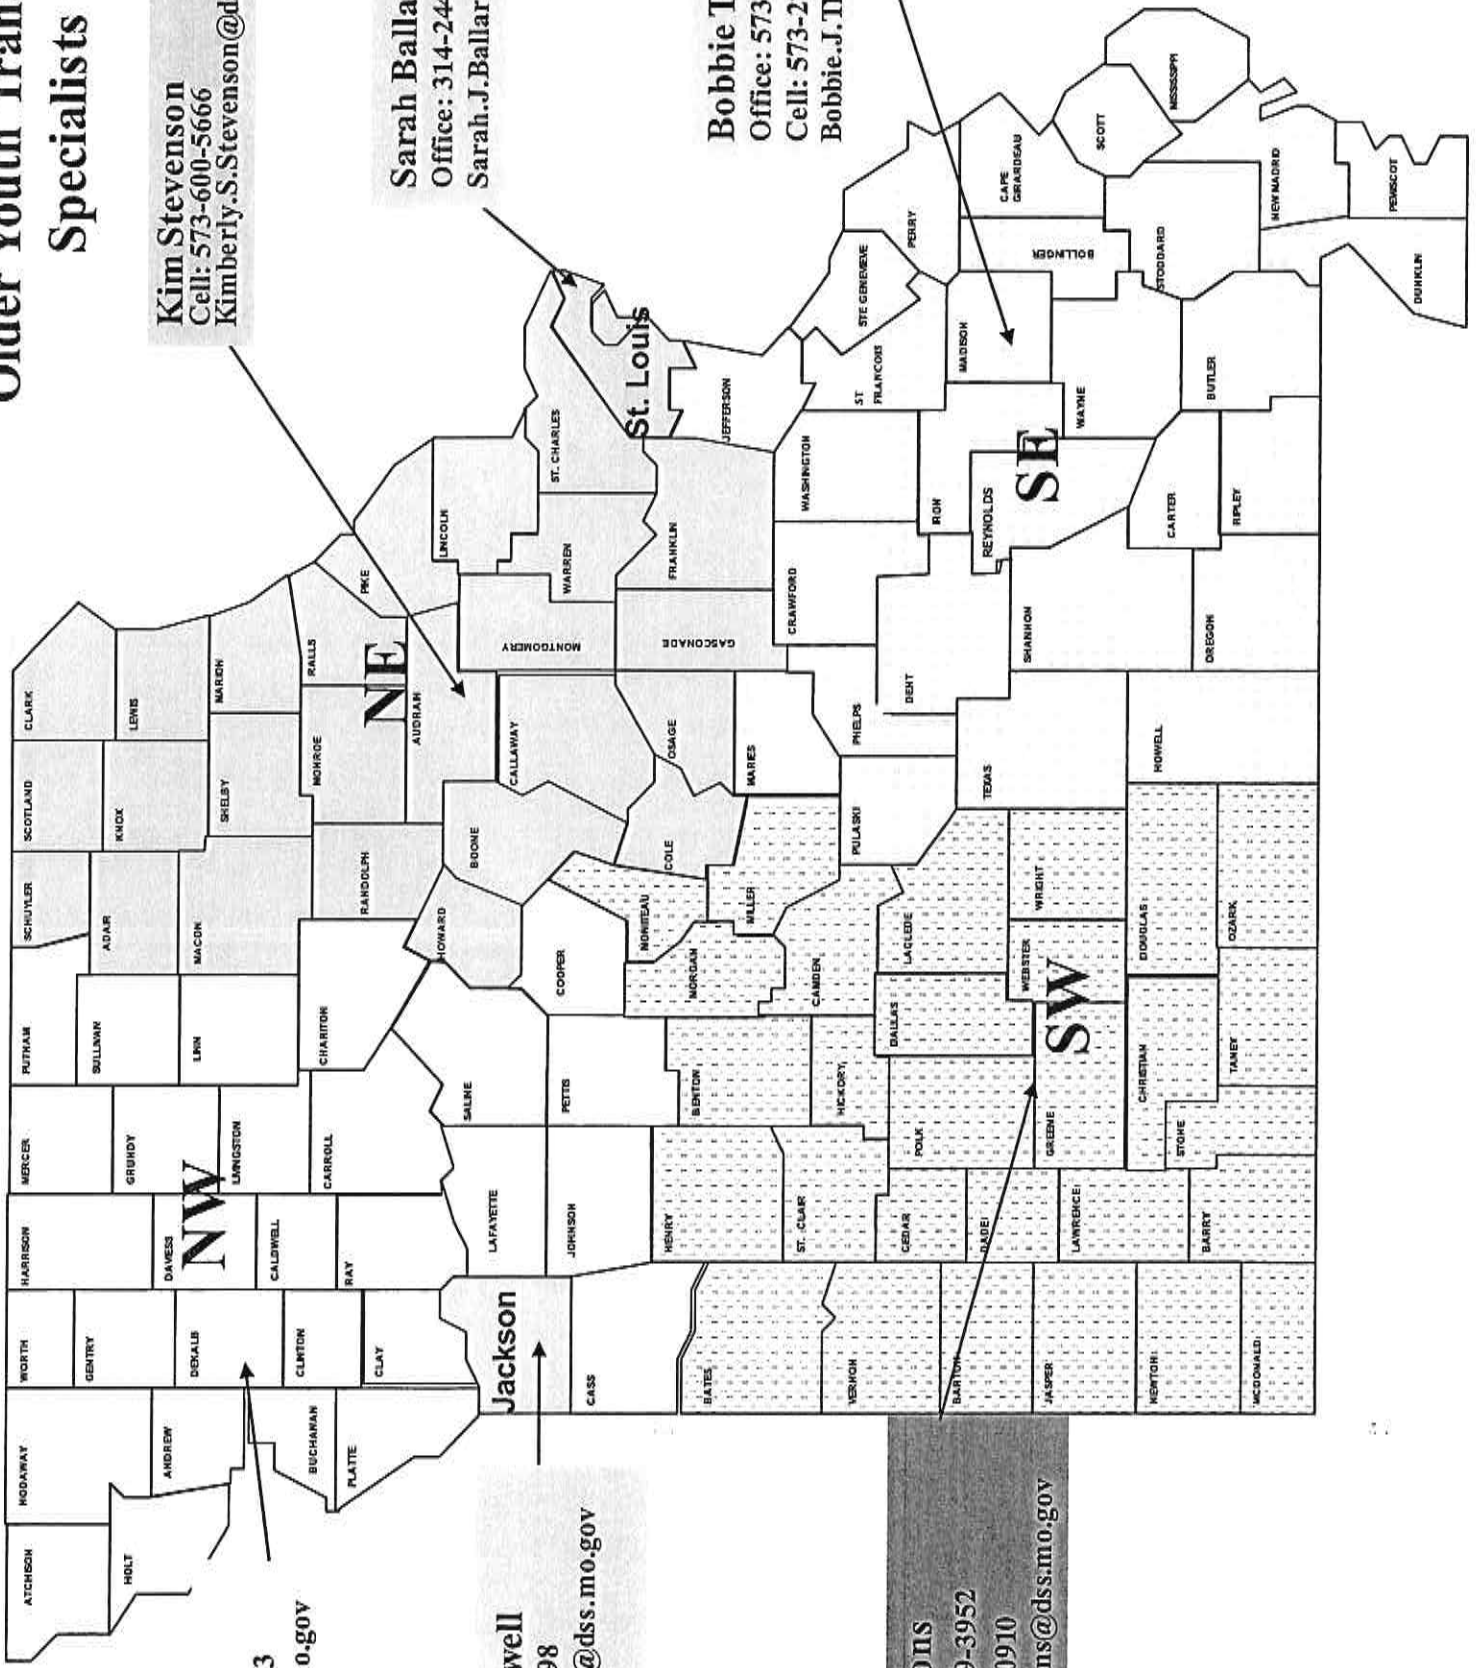 Older Youth Tran
Specialists
Kim Stevenson
Cell: 573-600-5666
Kimberly.S.Stevenson@d
Sarah Balla
Office: 314-244
Sarah.J.Ballar
Bobbie T
Office: 573
Cell: 573-2
Bobbie.J.T
3
o.gov
well
98
@dss.mo.gov
ons
9-3952
0910
ns@dss.mo.gov
NW
NE
SW
SE
Jackson
St. Louis
ATCHISON
NODAWAY
WORTH
HARRISON
MERCER
PUTNAM
SCHUYLER
SCOTLAND
CLARK
HOLT
ANDREW
GENTRY
DEKALB
DAVIESS
GRUNDY
SULLIVAN
ADAIR
KNOX
LEWIS
BUCHANAN
CLINTON
CALDWELL
LIVINGSTON
LINN
MACON
SHELBY
MARION
PLATTE
CLAY
RAY
CARROLL
CHARITON
RANDOLPH
MONROE
RALLS
PIKE
AUDRAIN
LAFAYETTE
SALINE
HOWARD
BOONE
CALLAWAY
MONTGOMERY
LINCOLN
WARREN
ST. CHARLES
CASS
JOHNSON
PETTIS
COOPER
MONITEAU
COLE
OSAGE
GASCONADE
FRANKLIN
JEFFERSON
BATES
HENRY
BENTON
MORGAN
MILLER
MARIES
CRAWFORD
WASHINGTON
ST
FRANCOIS
STE GENEVIEVE
PERRY
VERNON
ST. CLAIR
HICKORY
CAMDEN
PULASKI
PHELPS
DENT
IRON
MADISON
BOLLINGER
CAPE
GIRARDEAU
BARTON
CEDAR
POLK
DALLAS
LACLEDE
TEXAS
SHANNON
REYNOLDS
WAYNE
STODDARD
SCOTT
MISSISSIPPI
JASPER
DADE
GREENE
WEBSTER
WRIGHT
CARTER
BUTLER
NEW MADRID
NEWTON
LAWRENCE
CHRISTIAN
DOUGLAS
HOWELL
OREGON
RIPLEY
DUNKLIN
PEMISCOT
MCDONALD
BARRY
STONE
TANEY
OZARK